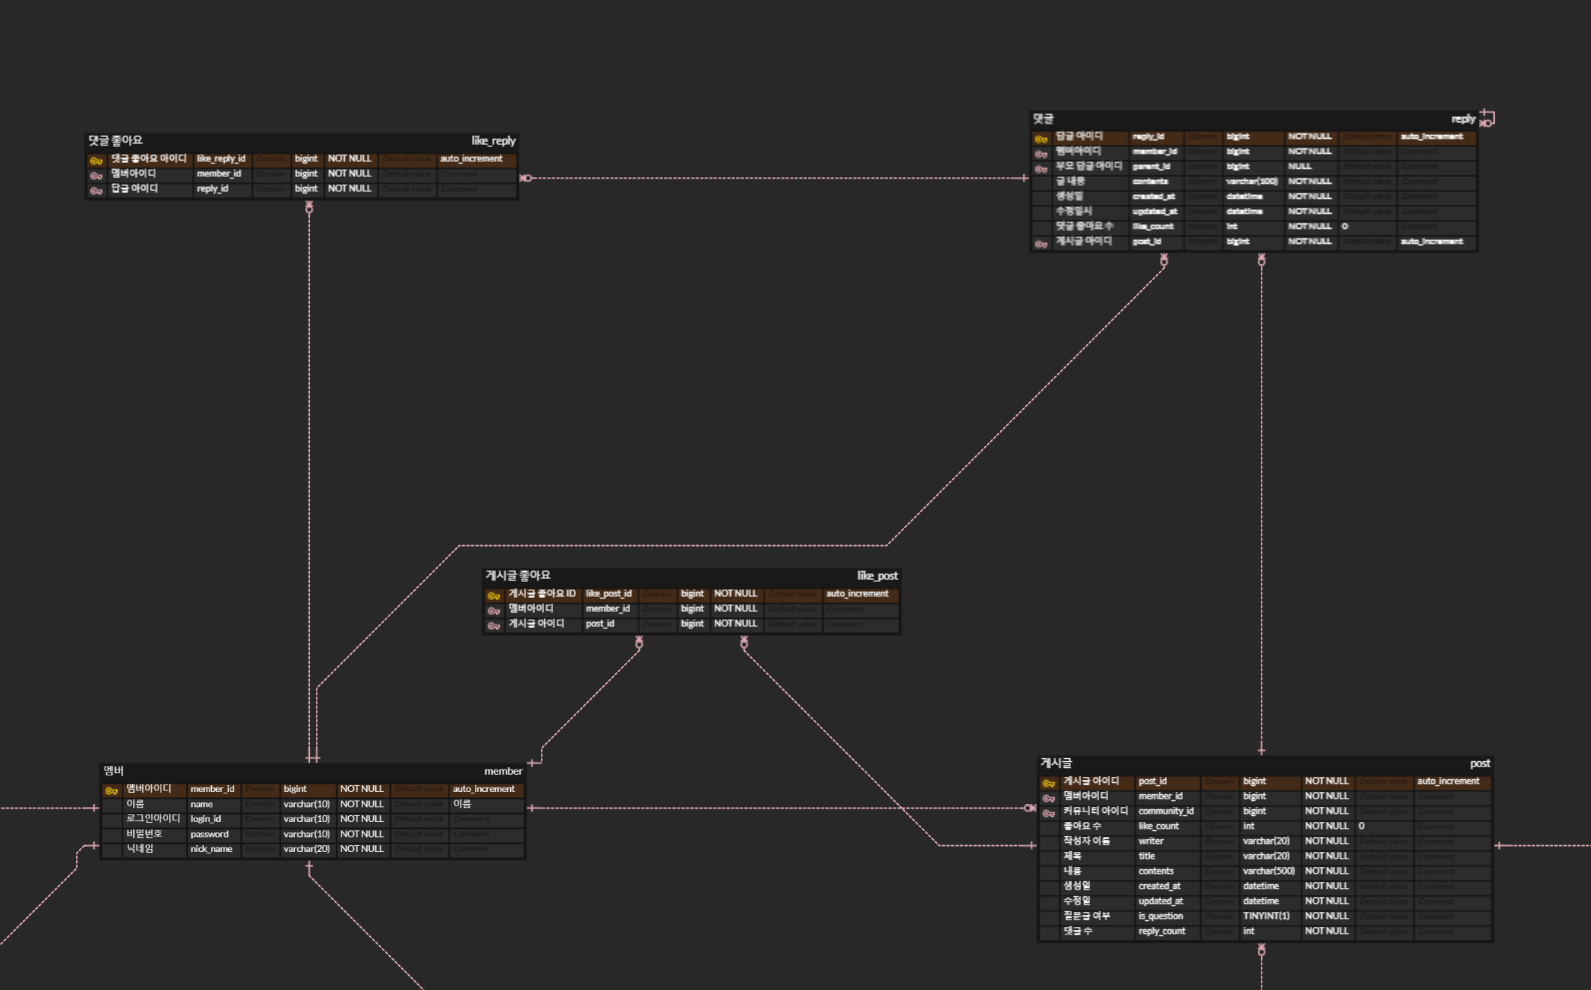 댓글 좋아요 like_reply
댓글 좋아요 아이디 like_reply_id Domain bigint NOT NULL Default value auto_increment
멤버아이디 member_id Domain bigint NOT NULL Default value Comment
답글 아이디 reply_id Domain bigint NOT NULL Default value Comment
댓글 reply
답글 아이디 reply_id Domain bigint NOT NULL Default value auto_increment
멤버아이디 member_id Domain bigint NOT NULL Default value Comment
부모 답글 아이디 parent_id Domain bigint NULL Default value Comment
글 내용 contents Domain varchar(300) NOT NULL Default value Comment
생성일 created_at Domain datetime NOT NULL Default value Comment
수정일시 updated_at Domain datetime NOT NULL Default value Comment
댓글 좋아요 수 like_count Domain int NOT NULL 0 Comment
게시글 아이디 post_id Domain bigint NOT NULL Default value auto_increment
게시글 좋아요 like_post
게시글 좋아요 ID like_post_id Domain bigint NOT NULL Default value auto_increment
멤버아이디 member_id Domain bigint NOT NULL Default value Comment
게시글 아이디 post_id Domain bigint NOT NULL Default value Comment
멤버 member
멤버아이디 member_id Domain bigint NOT NULL Default value auto_increment
이름 name Domain varchar(10) NOT NULL Default value 이름
로그인아이디 login_id Domain varchar(10) NOT NULL Default value Comment
비밀번호 password Domain varchar(10) NOT NULL Default value Comment
닉네임 nick_name Domain varchar(20) NOT NULL Default value Comment
게시글 post
게시글 아이디 post_id Domain bigint NOT NULL Default value auto_increment
멤버아이디 member_id Domain bigint NOT NULL Default value Comment
커뮤니티 아이디 community_id Domain bigint NOT NULL Default value Comment
좋아요 수 like_count Domain int NOT NULL 0 Comment
작성자 이름 writer Domain varchar(20) NOT NULL Default value Comment
제목 title Domain varchar(20) NOT NULL Default value Comment
내용 contents Domain varchar(500) NOT NULL Default value Comment
생성일 created_at Domain datetime NOT NULL Default value Comment
수정일 updated_at Domain datetime NOT NULL Default value Comment
질문글 여부 is_question Domain TINYINT(1) NOT NULL Default value Comment
댓글 수 reply_count Domain int NOT NULL Default value Comment